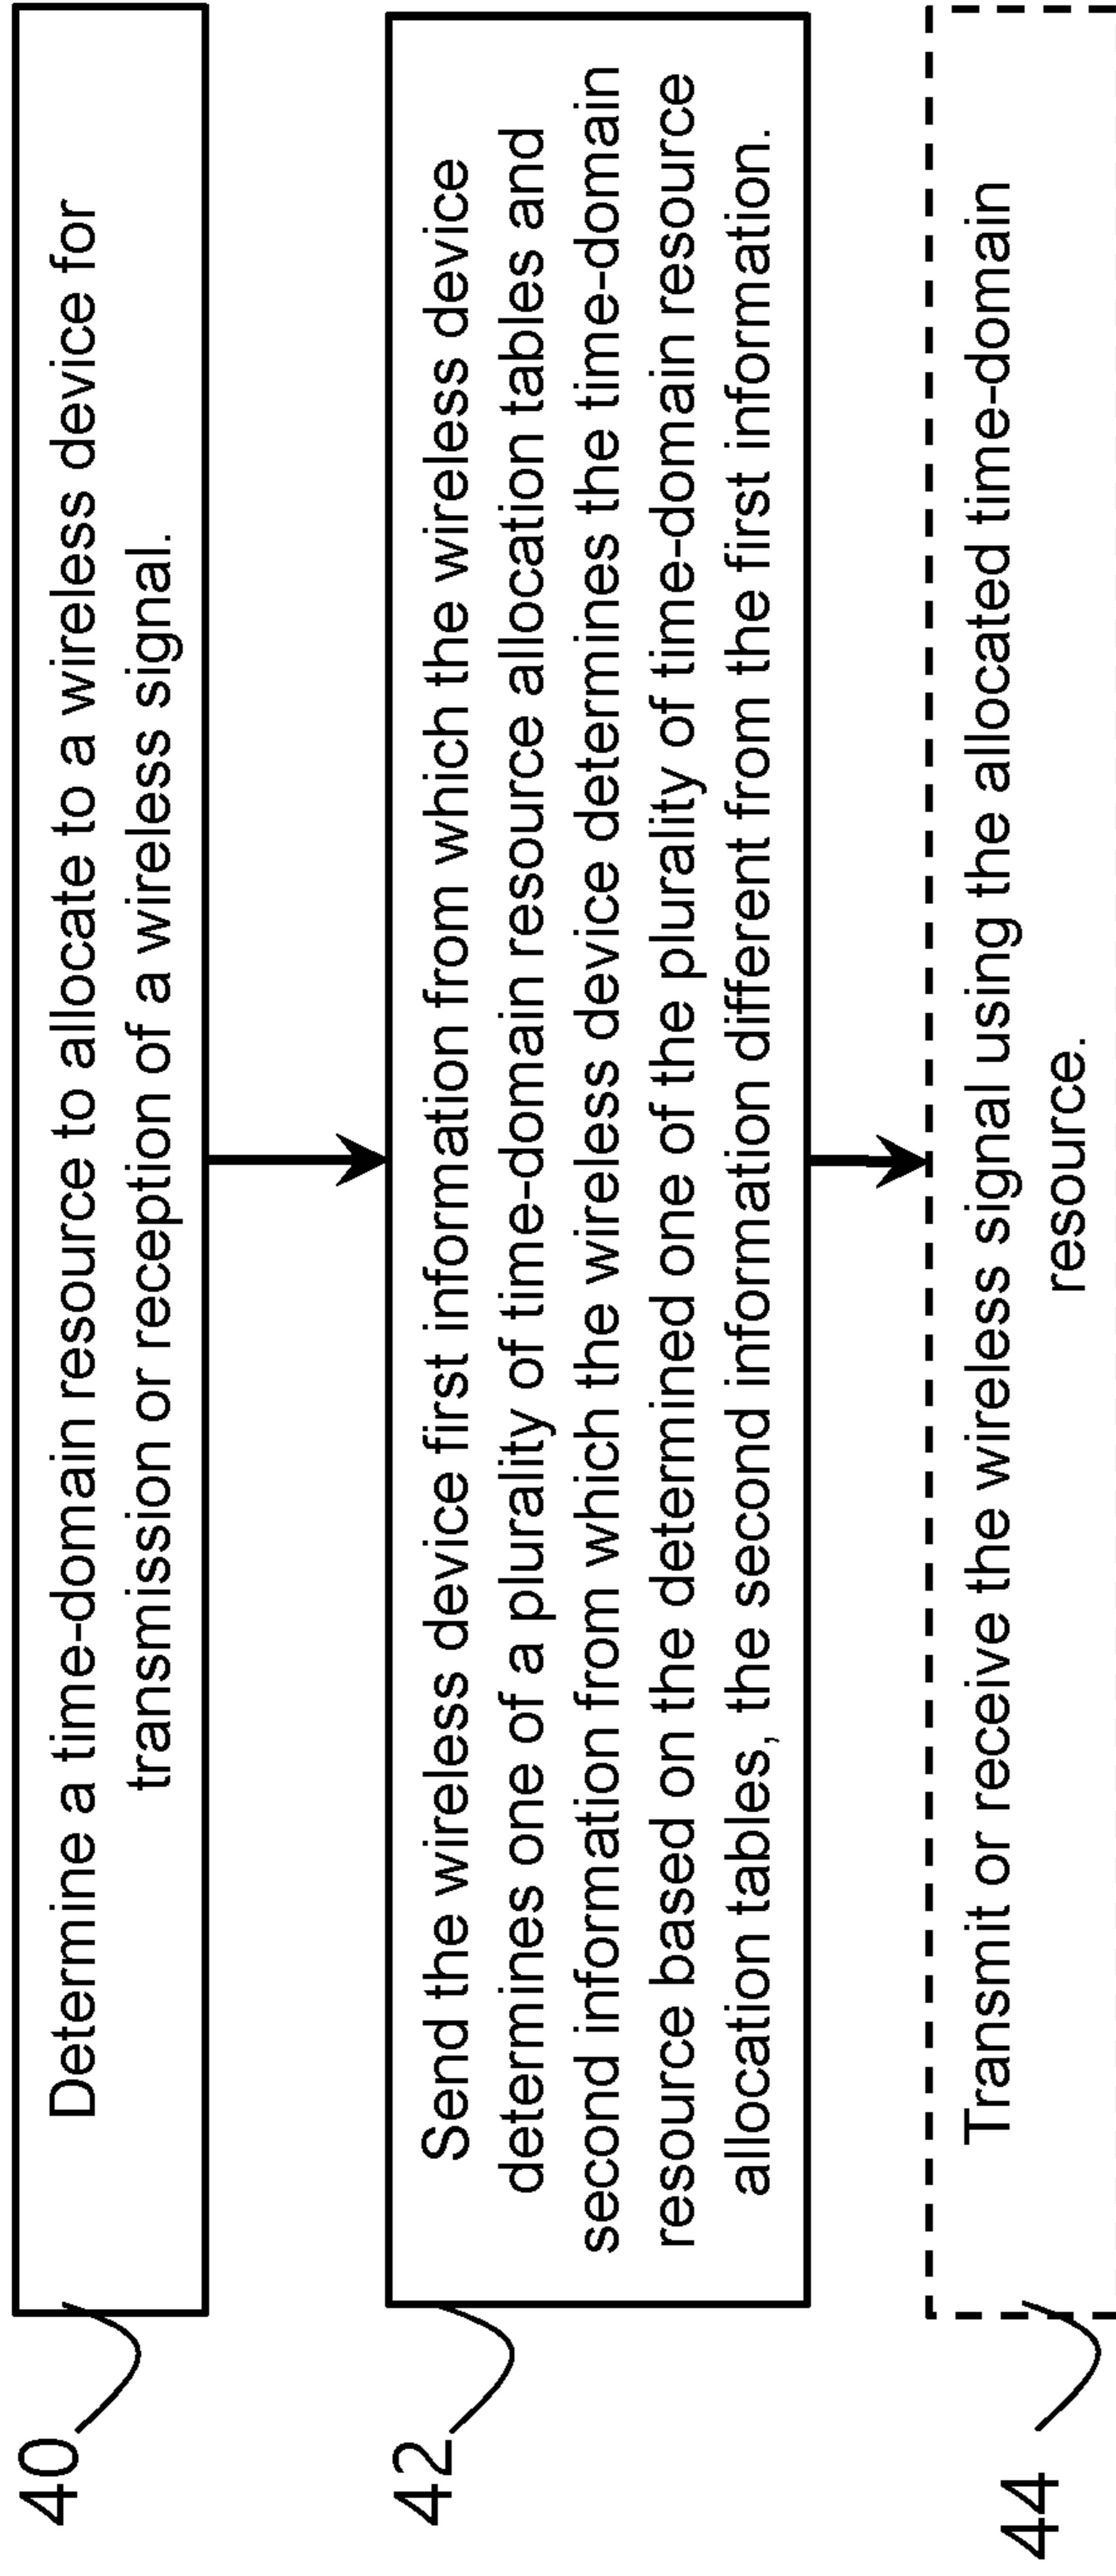 40
Determine a time-domain resource to allocate to a wireless device for
transmission or reception of a wireless signal.
42
Send the wireless device first information from which the wireless device
determines one of a plurality of time-domain resource allocation tables and
second information from which the wireless device determines the time-domain
resource based on the determined one of the plurality of time-domain resource
allocation tables, the second information different from the first information.
44
Transmit or receive the wireless signal using the allocated time-domain
resource.